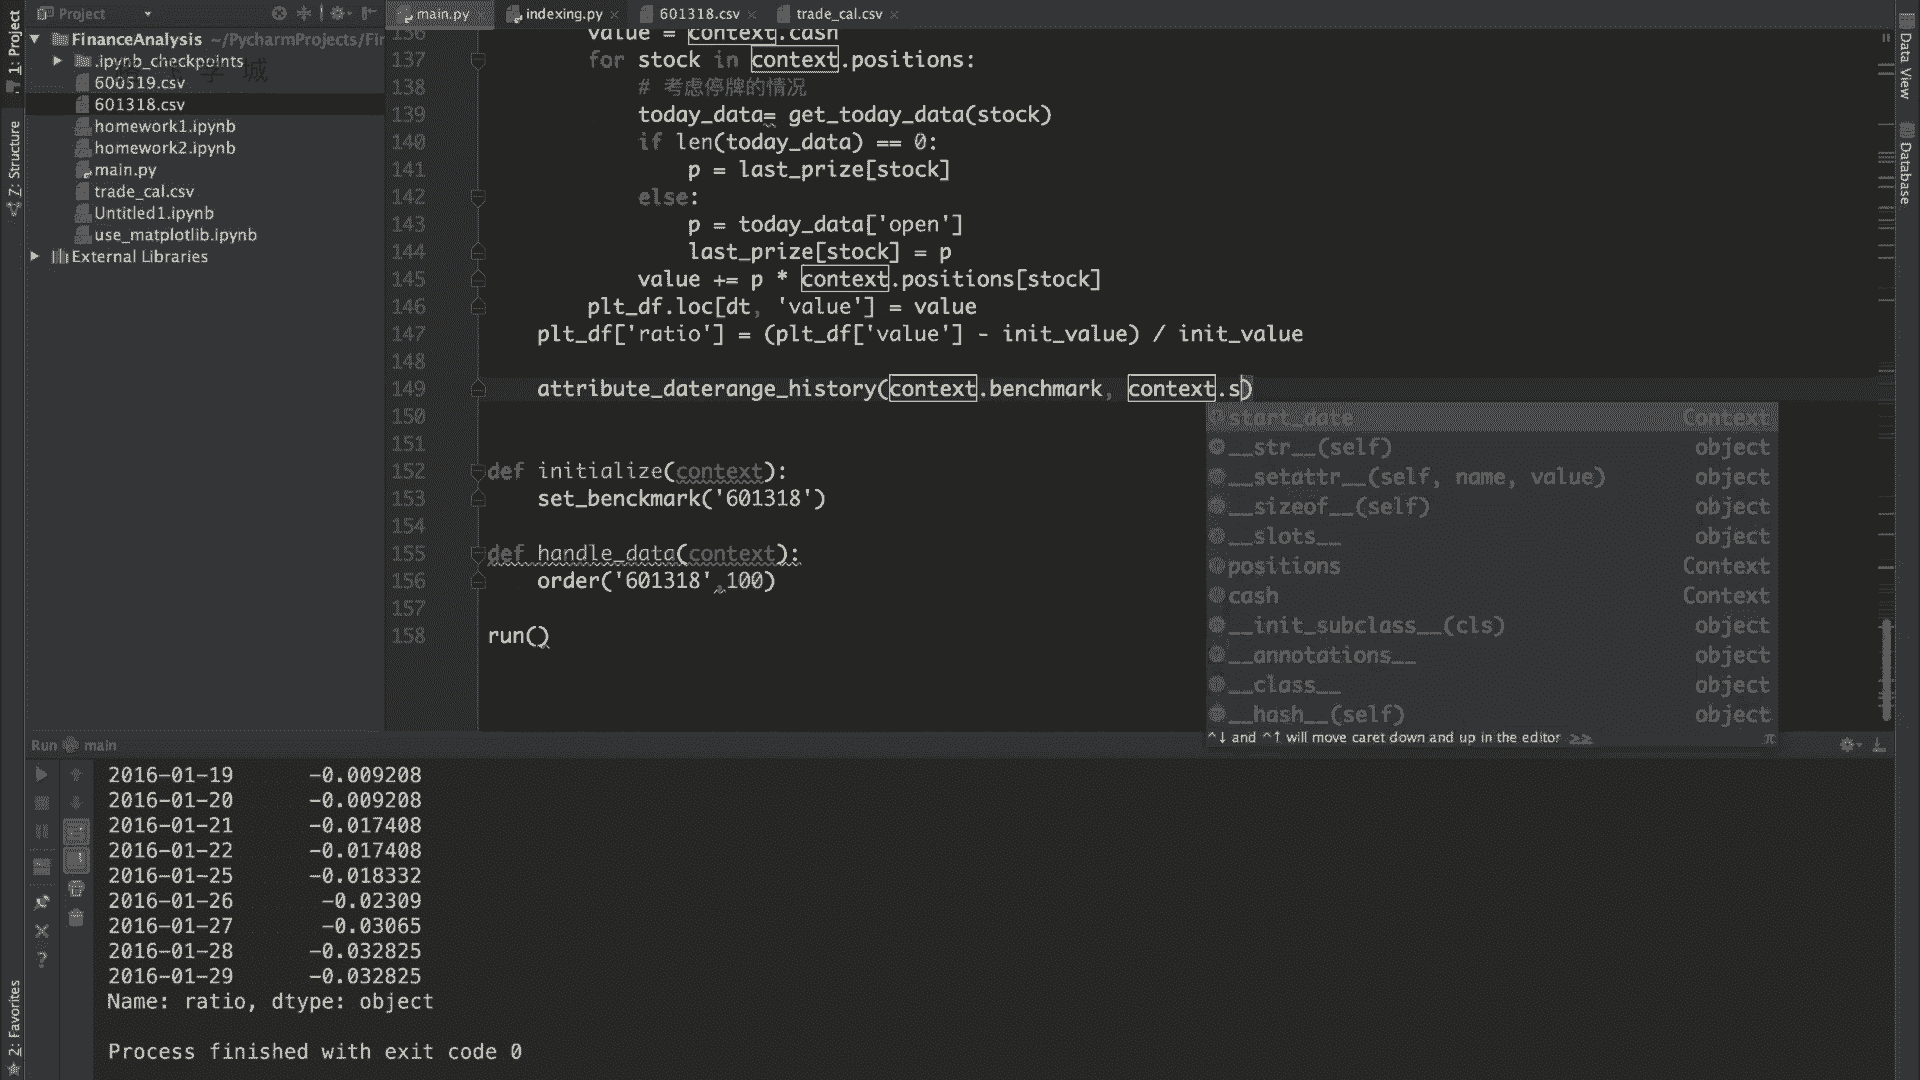 Project
main.py
indexing.py
601318.csv
trade_cal.csv
1: Project
Z: Structure
2: Favorites
Data View
Database
FinanceAnalysis ~/PycharmProjects/Fir
.ipynb_checkpoints
600519.csv
601318.csv
homework1.ipynb
homework2.ipynb
main.py
trade_cal.csv
Untitled1.ipynb
use_matplotlib.ipynb
External Libraries
136 value = context.cash
137 for stock in context.positions:
138 # 考虑停牌的情况
139 today_data= get_today_data(stock)
140 if len(today_data) == 0:
141 p = last_prize[stock]
142 else:
143 p = today_data['open']
144 last_prize[stock] = p
145 value += p * context.positions[stock]
146 plt_df.loc[dt, 'value'] = value
147 plt_df['ratio'] = (plt_df['value'] - init_value) / init_value
148
149 attribute_daterange_history(context.benchmark, context.s)
150
151
152 def initialize(context):
153 set_benckmark('601318')
154
155 def handle_data(context):
156 order('601318',100)
157
158 run()
start_date Context
__str__(self) object
__setattr__(self, name, value) object
__sizeof__(self) object
__slots__ object
positions Context
cash Context
__init_subclass__(cls) object
__annotations__ object
__class__ object
__hash__(self) object
^↓ and ^↑ will move caret down and up in the editor >> π
Run main
2016-01-19 -0.009208
2016-01-20 -0.009208
2016-01-21 -0.017408
2016-01-22 -0.017408
2016-01-25 -0.018332
2016-01-26 -0.02309
2016-01-27 -0.03065
2016-01-28 -0.032825
2016-01-29 -0.032825
Name: ratio, dtype: object
Process finished with exit code 0